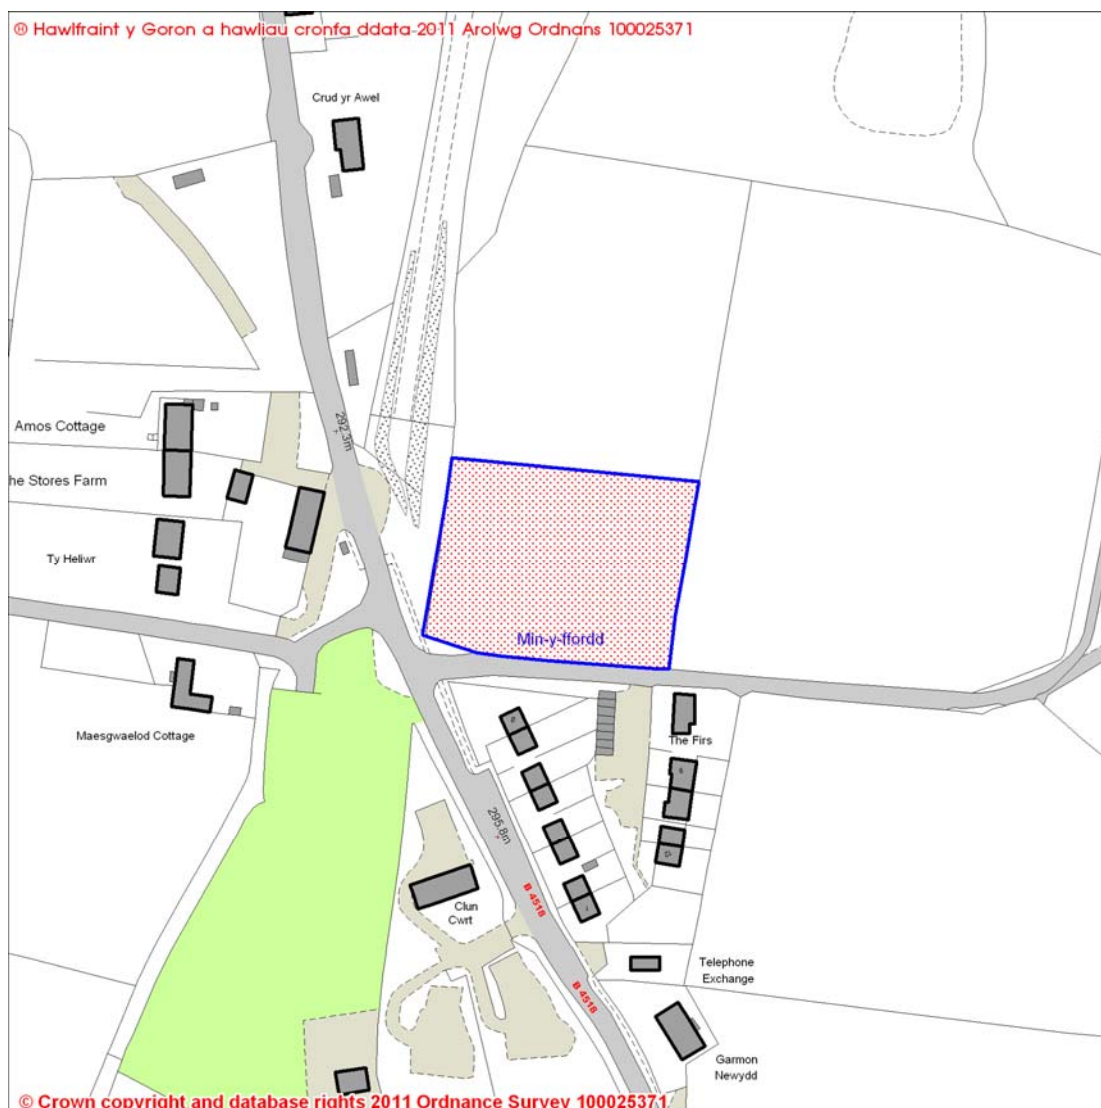 ® Hawlfraint y Goron a hawliau cronfa ddata 2011 Arolwg Ordnans 100025371
Crud yr Awel
292.3m
Amos Cottage
he Stores Farm
Ty Heliwr
Min-y-ffordd
Maesgwaelod Cottage
The Firs
295.8m
B 4518
Clun
Cwrt
Telephone
Exchange
B 4518
Garmon
Newydd
© Crown copyright and database rights 2011 Ordnance Survey 100025371